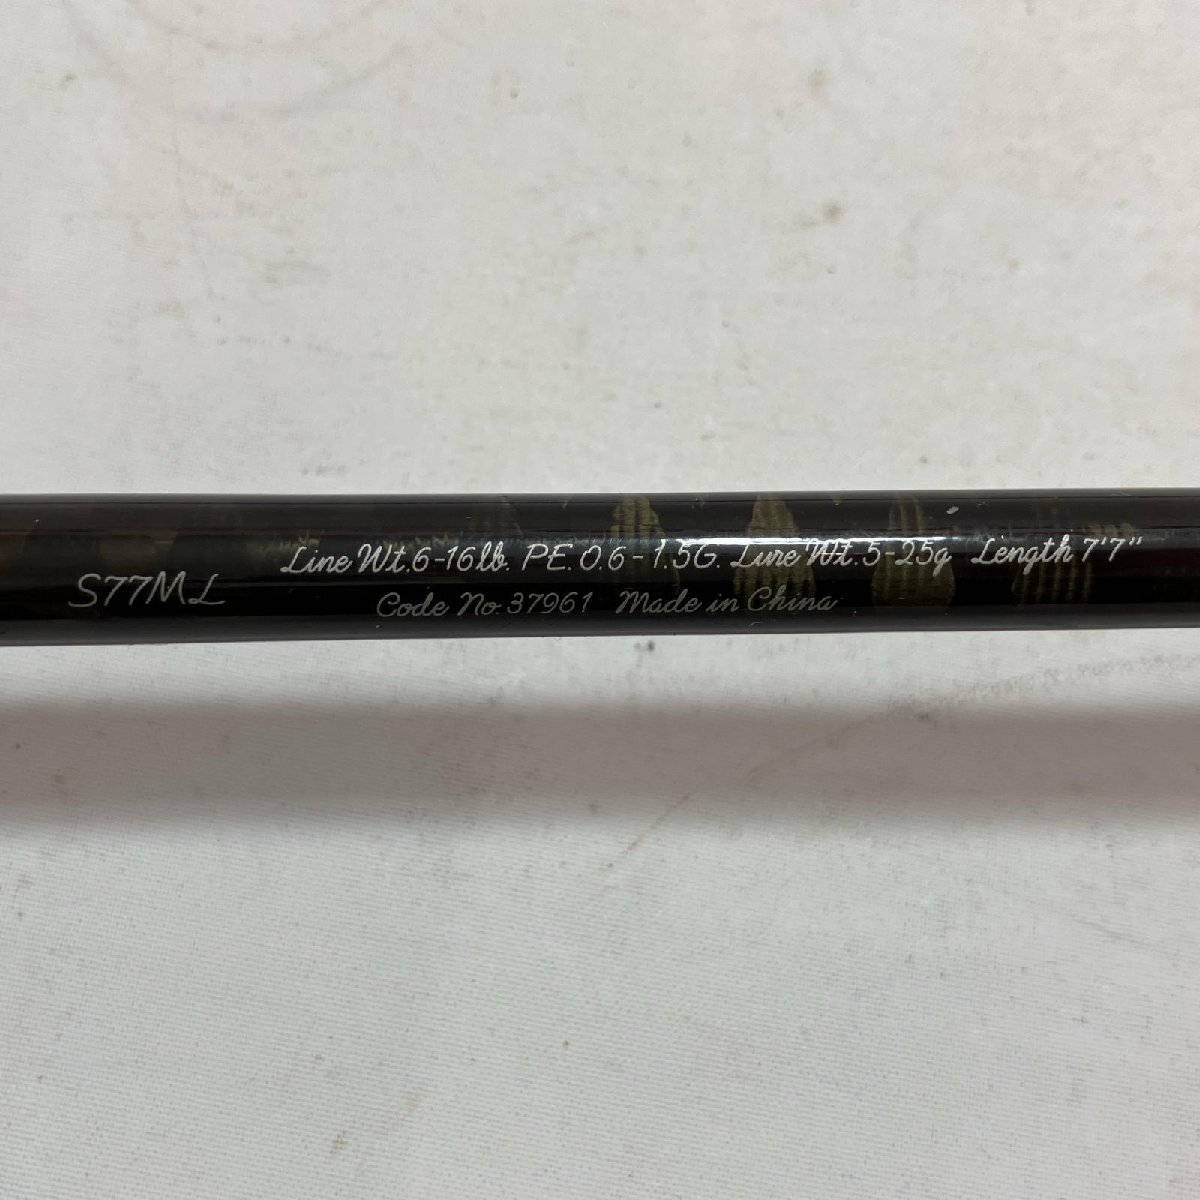 S77ML
Line Wt. 6-16lb. PE. 0.6-1.5G. Lure Wt. 5-25g Length 7'7"
Code No. 37961 Made in China